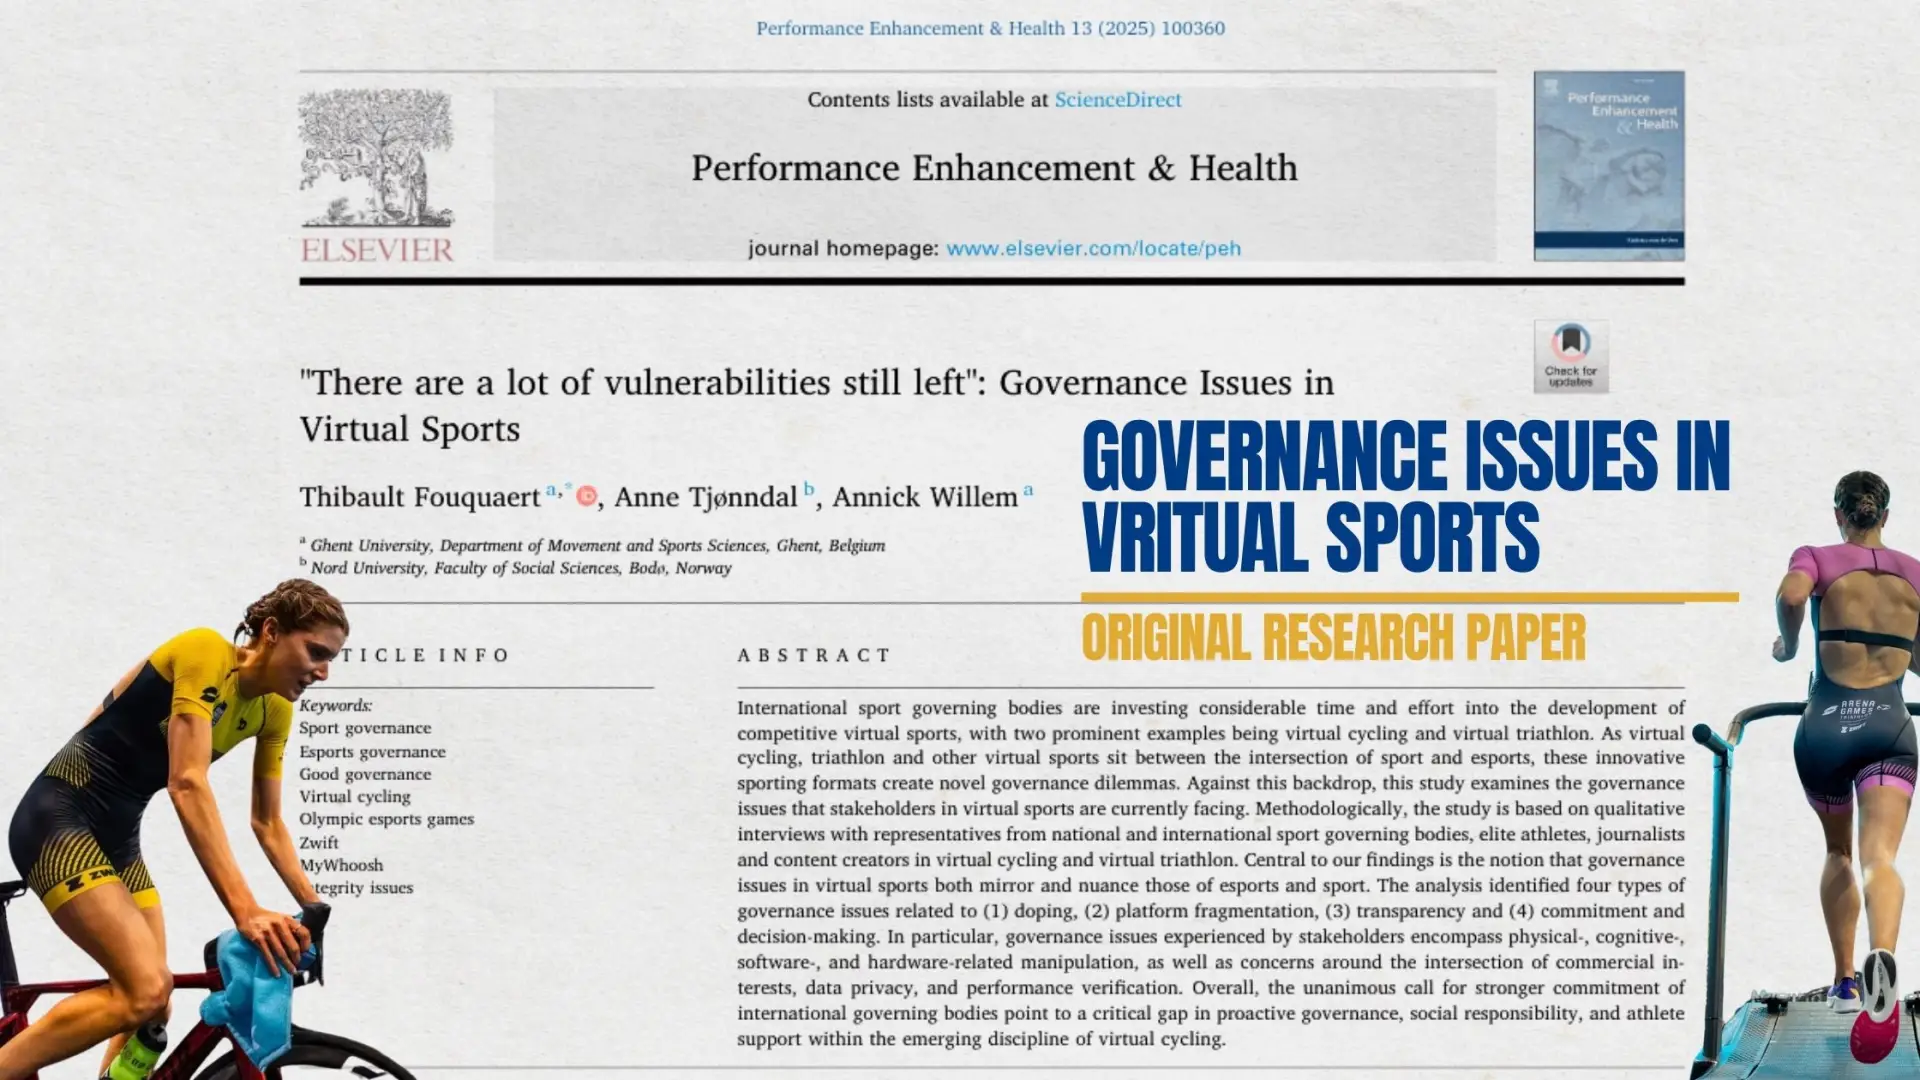 Performance Enhancement & Health 13 (2025) 100360
Contents lists available at ScienceDirect
Performance Enhancement & Health
journal homepage: www.elsevier.com/locate/peh
ELSEVIER
Performance
Enhancement
& Health
Check for
updates
"There are a lot of vulnerabilities still left": Governance Issues in
Virtual Sports
Thibault Fouquaert a,*, Anne Tjønndal b, Annick Willem a
a Ghent University, Department of Movement and Sports Sciences, Ghent, Belgium
b Nord University, Faculty of Social Sciences, Bodø, Norway
GOVERNANCE ISSUES IN
VRITUAL SPORTS
ORIGINAL RESEARCH PAPER
TICLE INFO
Keywords:
Sport governance
Esports governance
Good governance
Virtual cycling
Olympic esports games
Zwift
MyWhoosh
ntegrity issues
ABSTRACT
International sport governing bodies are investing considerable time and effort into the development of
competitive virtual sports, with two prominent examples being virtual cycling and virtual triathlon. As virtual
cycling, triathlon and other virtual sports sit between the intersection of sport and esports, these innovative
sporting formats create novel governance dilemmas. Against this backdrop, this study examines the governance
issues that stakeholders in virtual sports are currently facing. Methodologically, the study is based on qualitative
interviews with representatives from national and international sport governing bodies, elite athletes, journalists
and content creators in virtual cycling and virtual triathlon. Central to our findings is the notion that governance
issues in virtual sports both mirror and nuance those of esports and sport. The analysis identified four types of
governance issues related to (1) doping, (2) platform fragmentation, (3) transparency and (4) commitment and
decision-making. In particular, governance issues experienced by stakeholders encompass physical-, cognitive-,
software-, and hardware-related manipulation, as well as concerns around the intersection of commercial in-
terests, data privacy, and performance verification. Overall, the unanimous call for stronger commitment of
international governing bodies point to a critical gap in proactive governance, social responsibility, and athlete
support within the emerging discipline of virtual cycling.
ARENA
GAMES
ZW